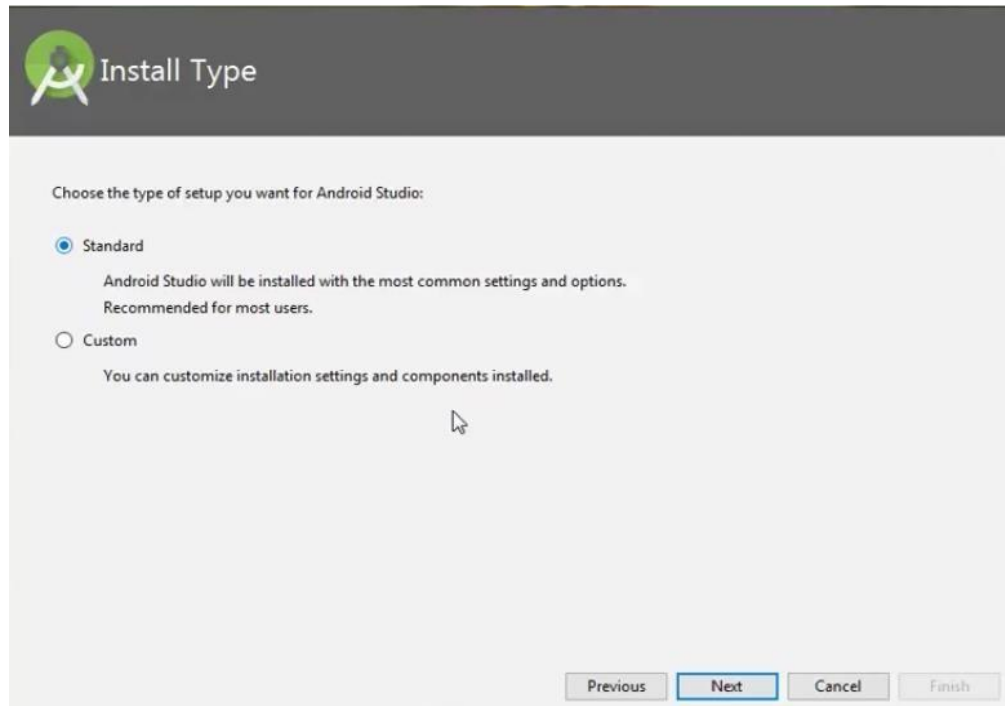 Install Type
Choose the type of setup you want for Android Studio:
Standard
Android Studio will be installed with the most common settings and options.
Recommended for most users.
Custom
You can customize installation settings and components installed.
Previous Next Cancel Finish